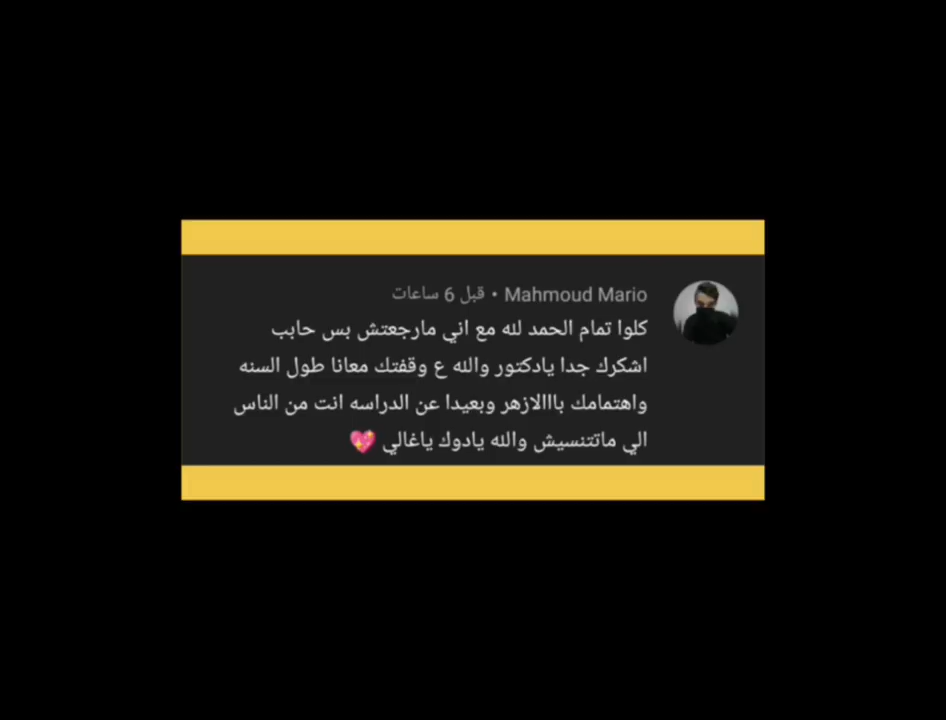 Mahmoud Mario • قبل 6 ساعات
كلوا تمام الحمد لله مع اني مارجعتش بس حابب
اشكرك جدا يادكتور والله ع وقفتك معانا طول السنه
واهتمامك باااالازهر وبعيدا عن الدراسه انت من الناس
الي ماتتنسيش والله يادوك ياغالي 💖